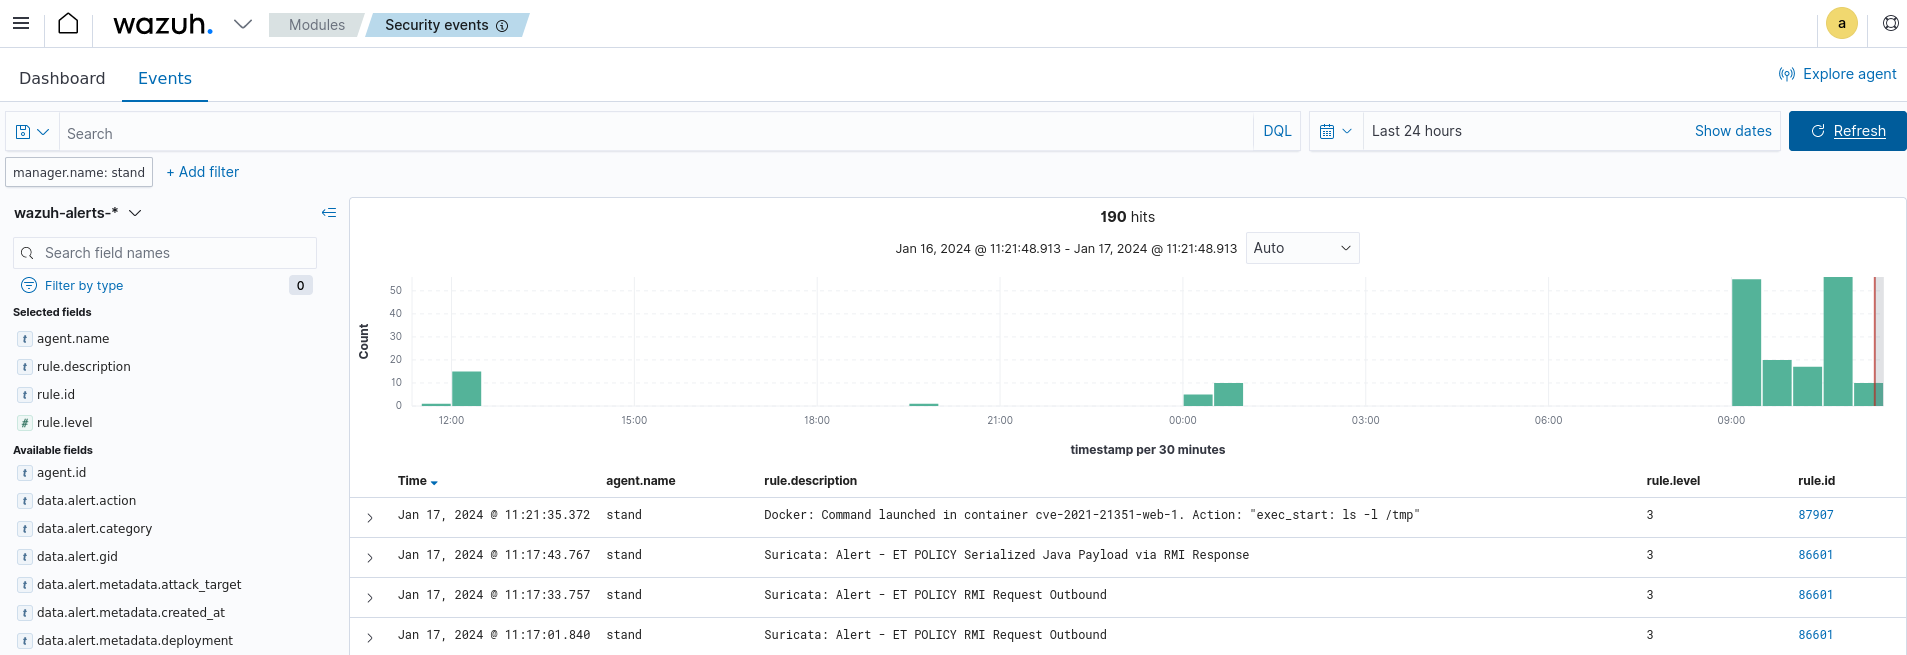 wazuh.
Modules
Security events
a
Dashboard
Events
Explore agent
Search
DQL
Last 24 hours
Show dates
Refresh
manager.name: stand
+ Add filter
wazuh-alerts-*
Search field names
Filter by type
0
Selected fields
t agent.name
t rule.description
t rule.id
# rule.level
Available fields
t agent.id
t data.alert.action
t data.alert.category
t data.alert.gid
t data.alert.metadata.attack_target
t data.alert.metadata.created_at
t data.alert.metadata.deployment
190 hits
Jan 16, 2024 @ 11:21:48.913 - Jan 17, 2024 @ 11:21:48.913
Auto
Count
50
40
30
20
10
0
12:00 15:00 18:00 21:00 00:00 03:00 06:00 09:00
timestamp per 30 minutes
Time agent.name rule.description rule.level rule.id
Jan 17, 2024 @ 11:21:35.372 stand Docker: Command launched in container cve-2021-21351-web-1. Action: "exec_start: ls -l /tmp" 3 87907
Jan 17, 2024 @ 11:17:43.767 stand Suricata: Alert - ET POLICY Serialized Java Payload via RMI Response 3 86601
Jan 17, 2024 @ 11:17:33.757 stand Suricata: Alert - ET POLICY RMI Request Outbound 3 86601
Jan 17, 2024 @ 11:17:01.840 stand Suricata: Alert - ET POLICY RMI Request Outbound 3 86601